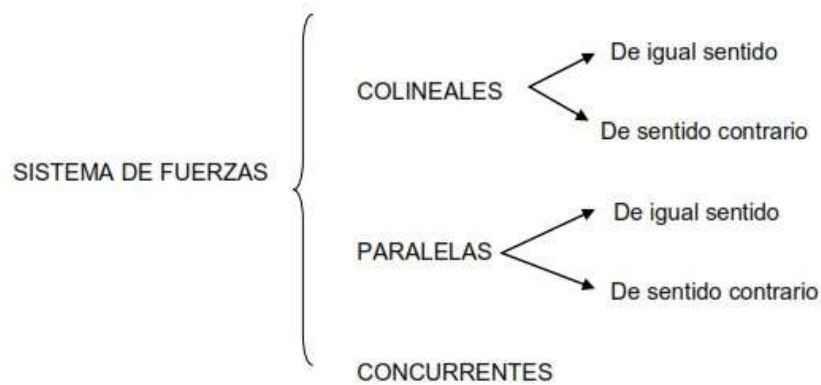 SISTEMA DE FUERZAS
COLINEALES
De igual sentido
De sentido contrario
PARALELAS
De igual sentido
De sentido contrario
CONCURRENTES